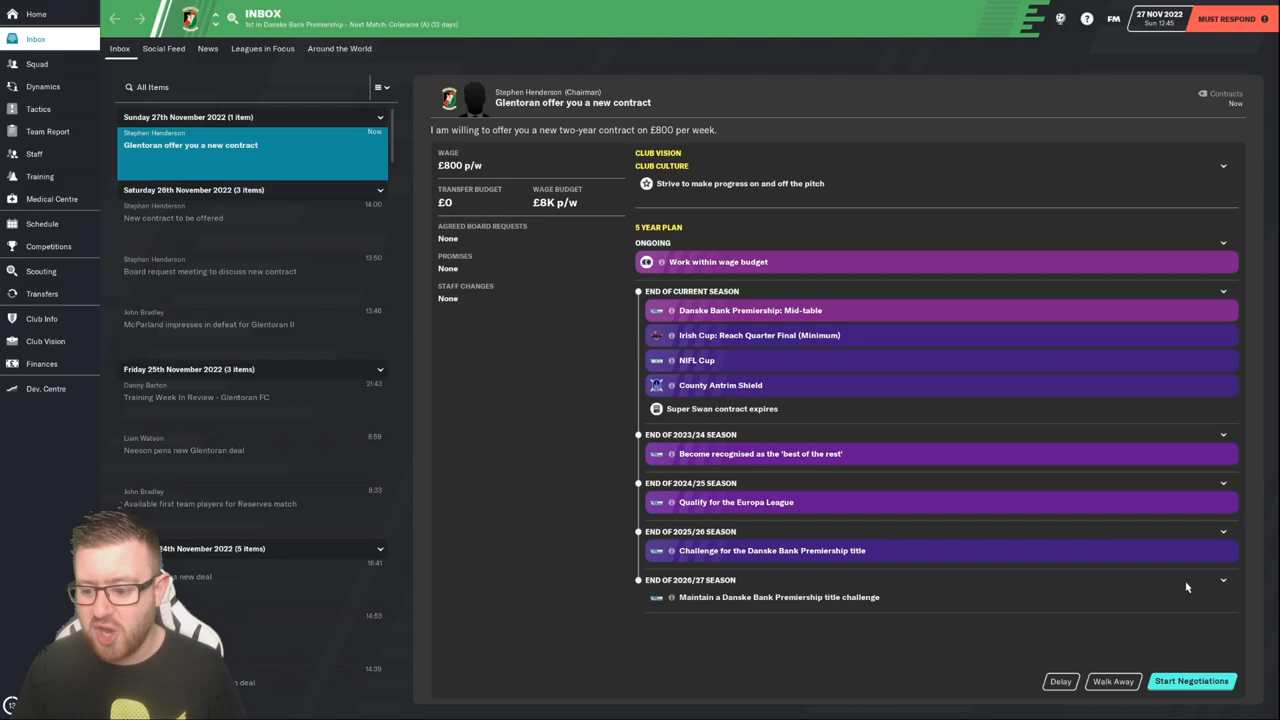 Home
Inbox
Squad
Dynamics
Tactics
Team Report
Staff
Training
Medical Centre
Schedule
Competitions
Scouting
Transfers
Club Info
Club Vision
Finances
Dev. Centre
INBOX
1st in Danske Bank Premiership - Next Match: Coleraine (A) (13 days)
FM
27 NOV 2022
Sun 12:45
MUST RESPOND
Inbox
Social Feed
News
Leagues in Focus
Around the World
All Items
Sunday 27th November 2022 (1 item)
Stephen Henderson
Now
Glentoran offer you a new contract
Saturday 26th November 2022 (3 items)
Stephen Henderson
14:00
New contract to be offered
Stephen Henderson
13:50
Board request meeting to discuss new contract
John Bradley
13:46
McParland impresses in defeat for Glentoran II
Friday 25th November 2022 (3 items)
Danny Barton
21:43
Training Week In Review - Glentoran FC
Liam Watson
8:59
Neeson pens new Glentoran deal
John Bradley
8:33
Available first team players for Reserves match
24th November 2022 (5 items)
16:41
new deal
14:53
14:39
deal
Stephen Henderson (Chairman)
Glentoran offer you a new contract
Contracts
Now
I am willing to offer you a new two-year contract on £800 per week.
WAGE
£800 p/w
TRANSFER BUDGET
£0
WAGE BUDGET
£8K p/w
AGREED BOARD REQUESTS
None
PROMISES
None
STAFF CHANGES
None
CLUB VISION
CLUB CULTURE
Strive to make progress on and off the pitch
5 YEAR PLAN
ONGOING
Work within wage budget
END OF CURRENT SEASON
Danske Bank Premiership: Mid-table
Irish Cup: Reach Quarter Final (Minimum)
NIFL Cup
County Antrim Shield
Super Swan contract expires
END OF 2023/24 SEASON
Become recognised as the 'best of the rest'
END OF 2024/25 SEASON
Qualify for the Europa League
END OF 2025/26 SEASON
Challenge for the Danske Bank Premiership title
END OF 2026/27 SEASON
Maintain a Danske Bank Premiership title challenge
Delay
Walk Away
Start Negotiations